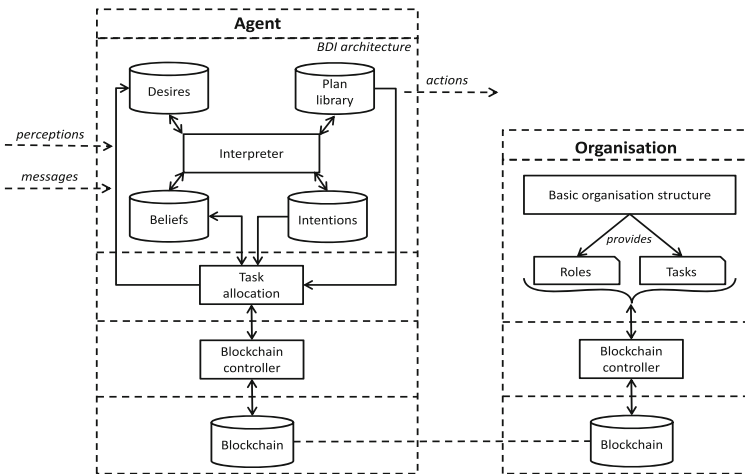 Agent
BDI architecture
Desires
Plan
library
actions
perceptions
Interpreter
messages
Beliefs
Intentions
Task
allocation
Blockchain
controller
Blockchain
Organisation
Basic organisation structure
provides
Roles
Tasks
Blockchain
controller
Blockchain